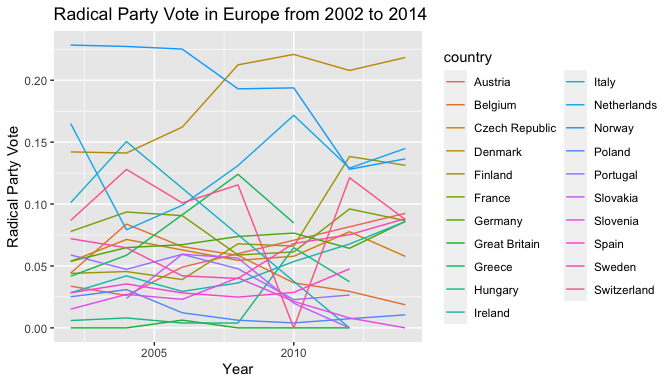 Radical Party Vote in Europe from 2002 to 2014
Radical Party Vote
0.20
0.15
0.10
0.05
0.00
2005
2010
Year
country
Austria
Belgium
Czech Republic
Denmark
Finland
France
Germany
Great Britain
Greece
Hungary
Ireland
Italy
Netherlands
Norway
Poland
Portugal
Slovakia
Slovenia
Spain
Sweden
Switzerland